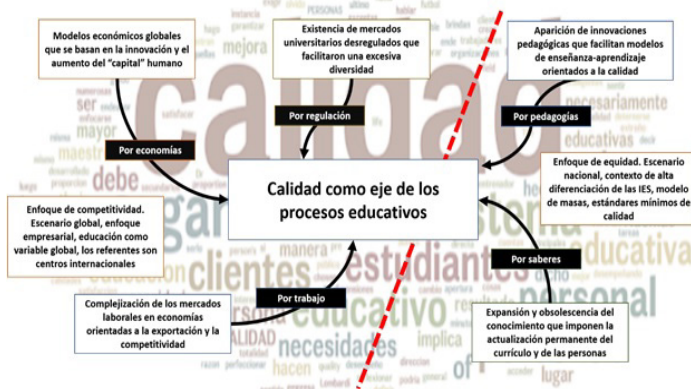 Modelos económicos globales
que se basan en la innovación y el
aumento del "capital" humano
Existencia de mercados
universitarios desregulados que
facilitaron una excesiva
diversidad
Aparición de innovaciones
pedagógicas que facilitan modelos
de enseñanza-aprendizaje
orientados a la calidad
Por economías
Por regulación
Por pedagogías
Calidad como eje de los
procesos educativos
Enfoque de equidad. Escenario
nacional, contexto de alta
diferenciación de las IES, modelo
de masas, estándares mínimos de
calidad
Enfoque de competitividad.
Escenario global, enfoque
empresarial, educación como
variable global, los referentes son
centros internacionales
Por trabajo
Por saberes
Complejización de los mercados
laborales en economías
orientadas a la exportación y la
competitividad
Expansión y obsolescencia del
conocimiento que imponen la
actualización permanente del
currículo y de las personas
calidad
mejora
ser
mayor
debe
necesariamente
educativas
clientes
estudiantes
educativo
educativa
personal
necesidades
manera
implica
lugar
of